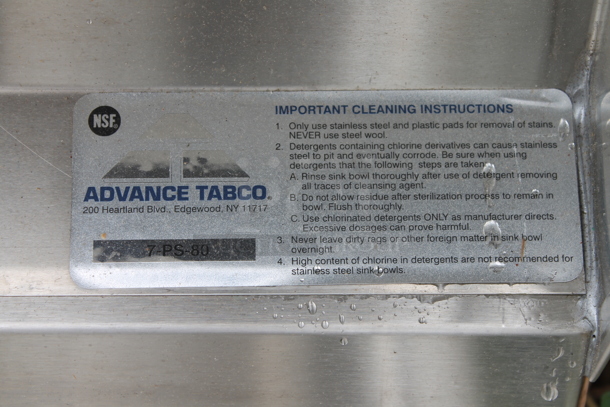 NSF.
ADVANCE TABCO®
200 Heartland Blvd., Edgewood, NY 11717
7-PS-80
IMPORTANT CLEANING INSTRUCTIONS
1. Only use stainless steel and plastic pads for removal of stains.
NEVER use steel wool.
2. Detergents containing chlorine derivatives can cause stainless
steel to pit and eventually corrode. Be sure when using
detergents that the following steps are taken:
A. Rinse sink bowl thoroughly after use of detergent removing
all traces of cleansing agent.
B. Do not allow residue after sterilization process to remain in
bowl. Flush thoroughly.
C. Use chlorinated detergents ONLY as manufacturer directs.
Excessive dosages can prove harmful.
3. Never leave dirty rags or other foreign matter in sink bowl
overnight.
4. High content of chlorine in detergents are not recommended for
stainless steel sink bowls.